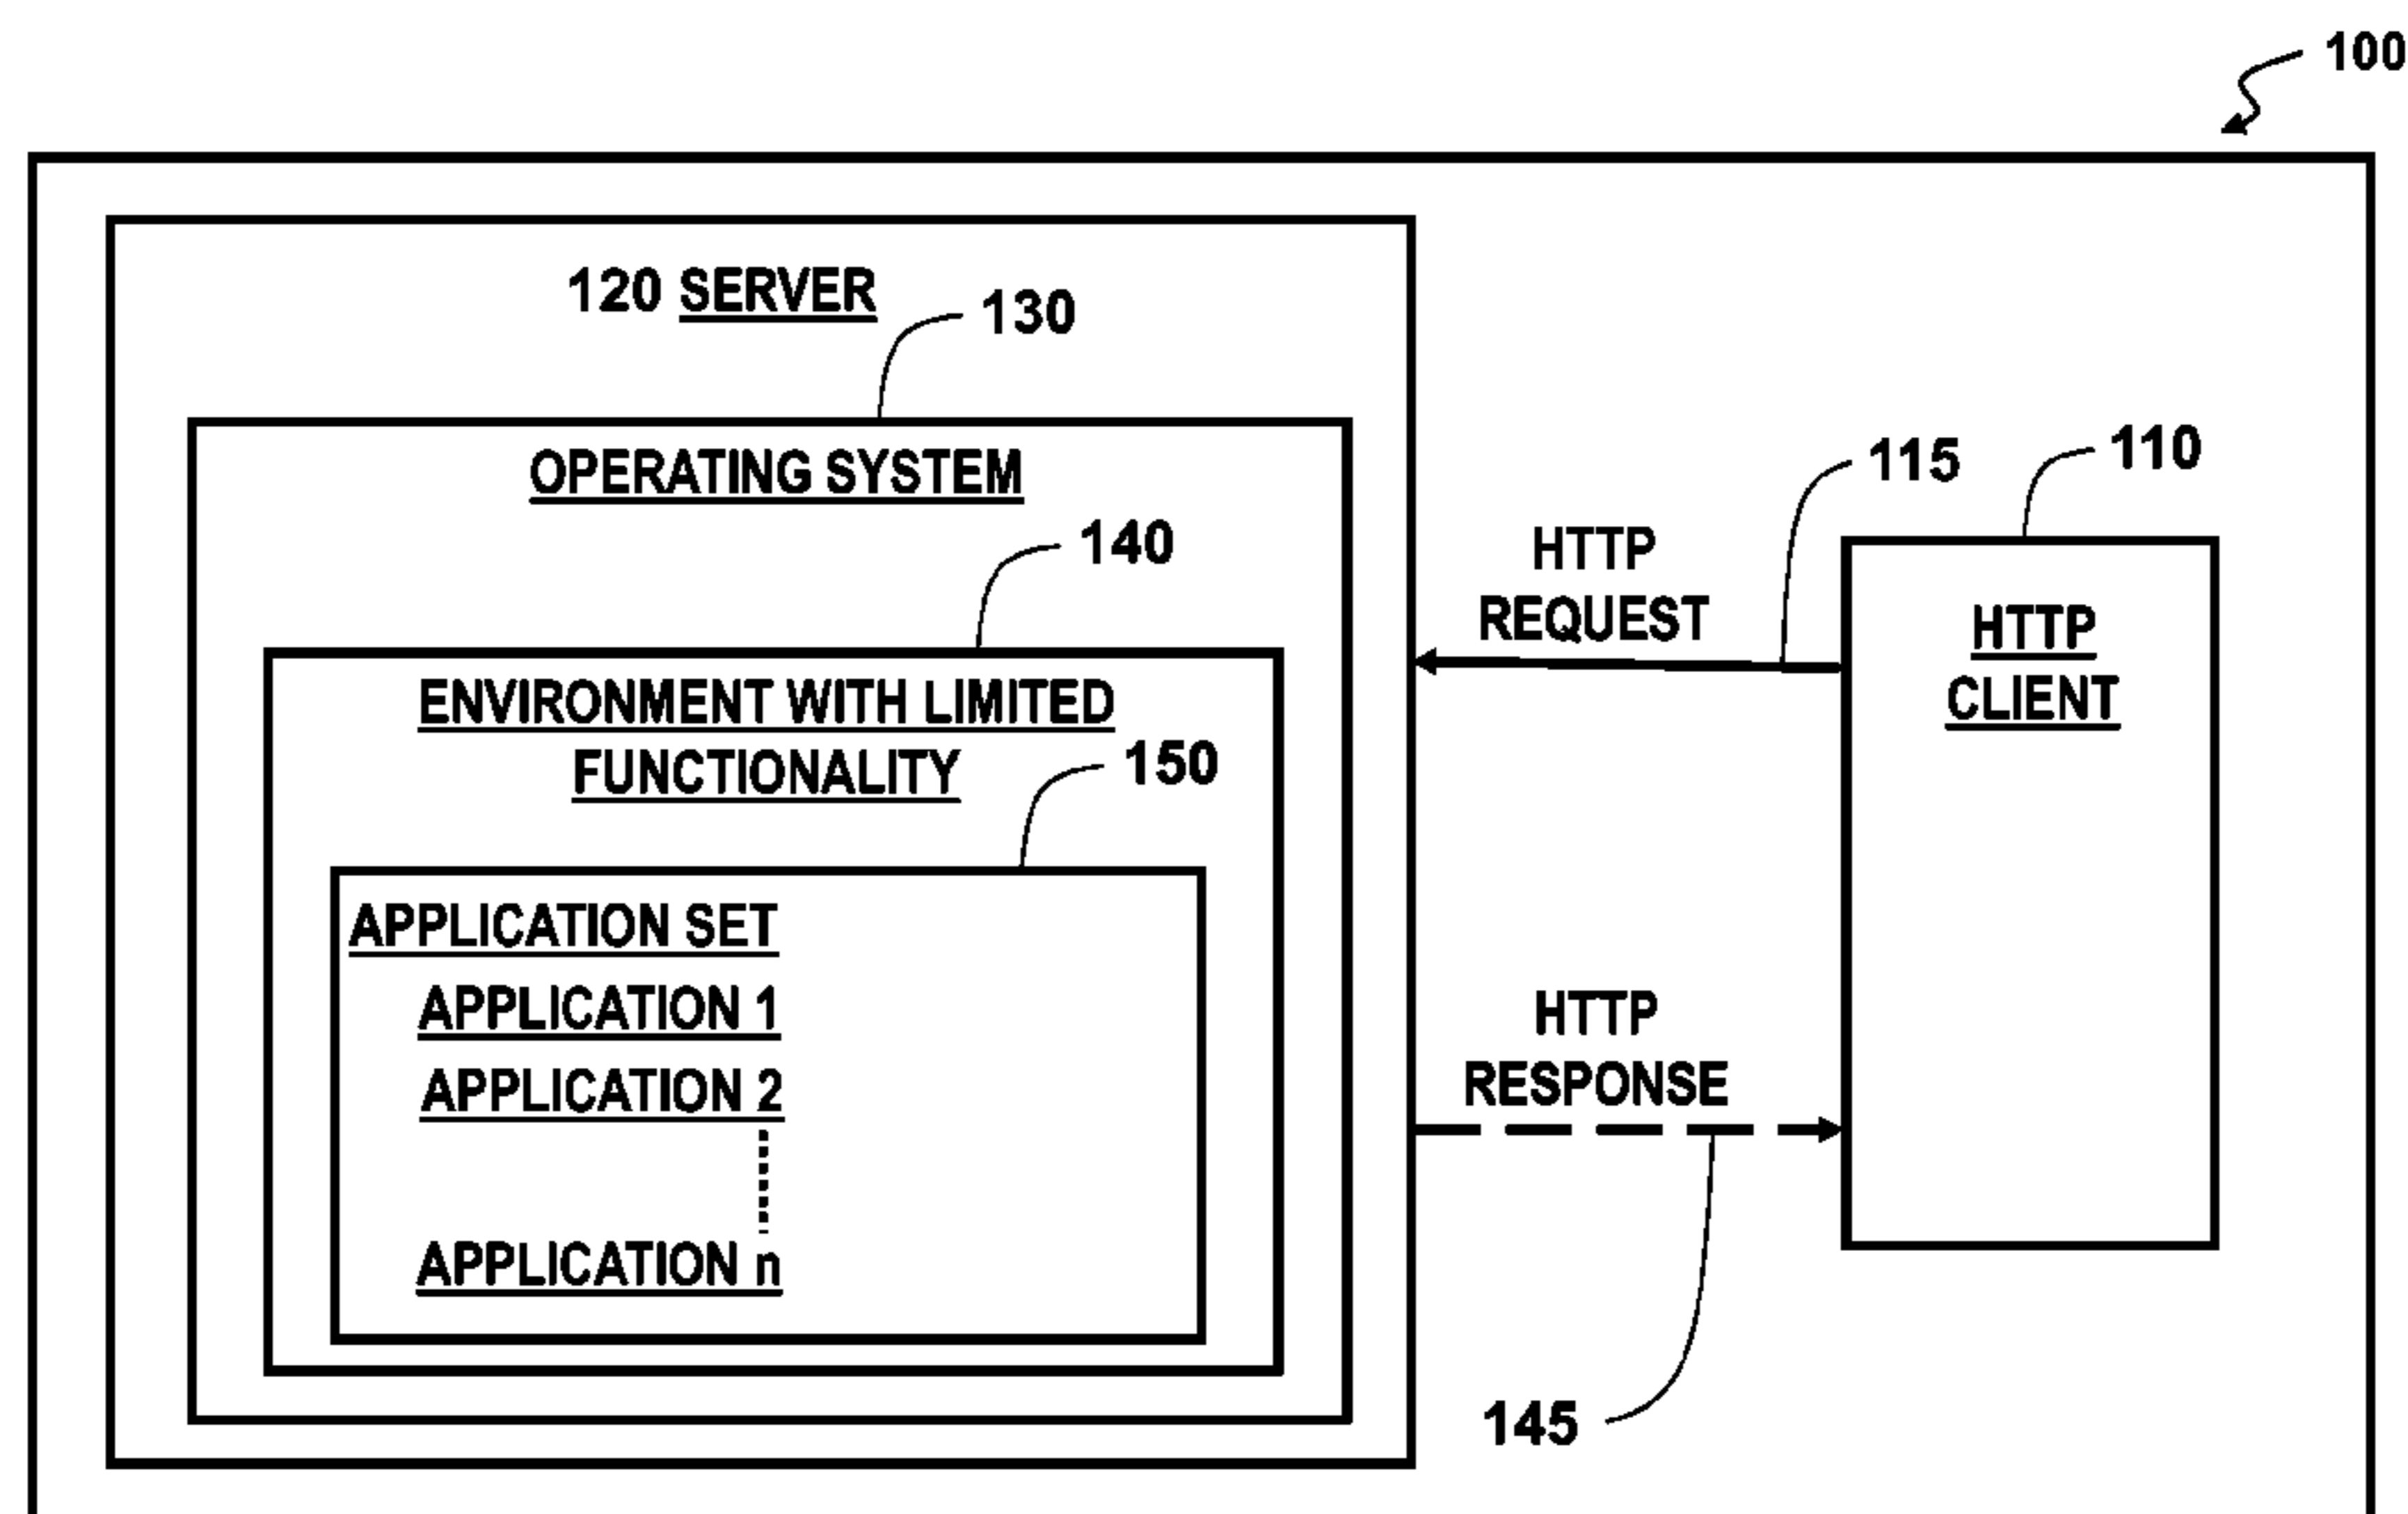 100
120 SERVER
130
OPERATING SYSTEM
140
ENVIRONMENT WITH LIMITED
FUNCTIONALITY
150
APPLICATION SET
APPLICATION 1
APPLICATION 2
APPLICATION n
HTTP
REQUEST
115
110
HTTP
CLIENT
HTTP
RESPONSE
145